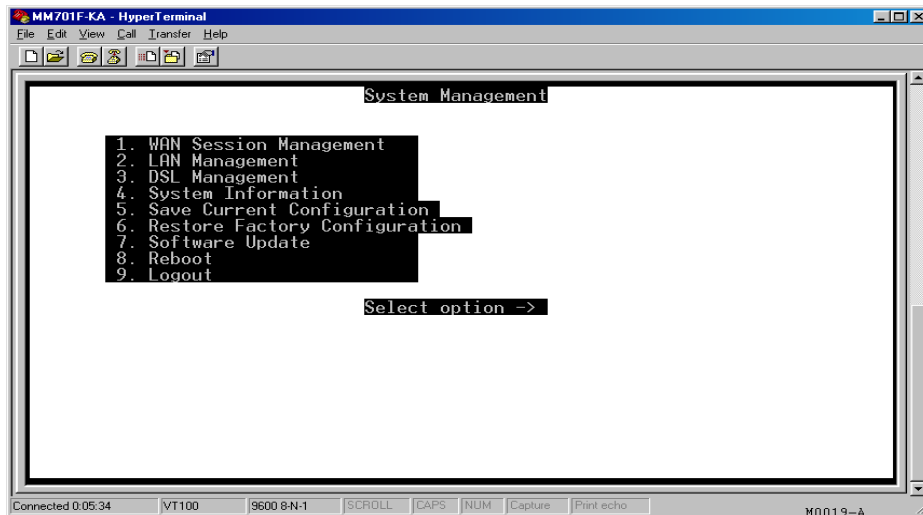 MM701F-KA - HyperTerminal
File Edit View Call Transfer Help
System Management
1. WAN Session Management
2. LAN Management
3. DSL Management
4. System Information
5. Save Current Configuration
6. Restore Factory Configuration
7. Software Update
8. Reboot
9. Logout
Select option ->
Connected 0:05:34 VT100 9600 8-N-1 SCROLL CAPS NUM Capture Print echo
M0019-A